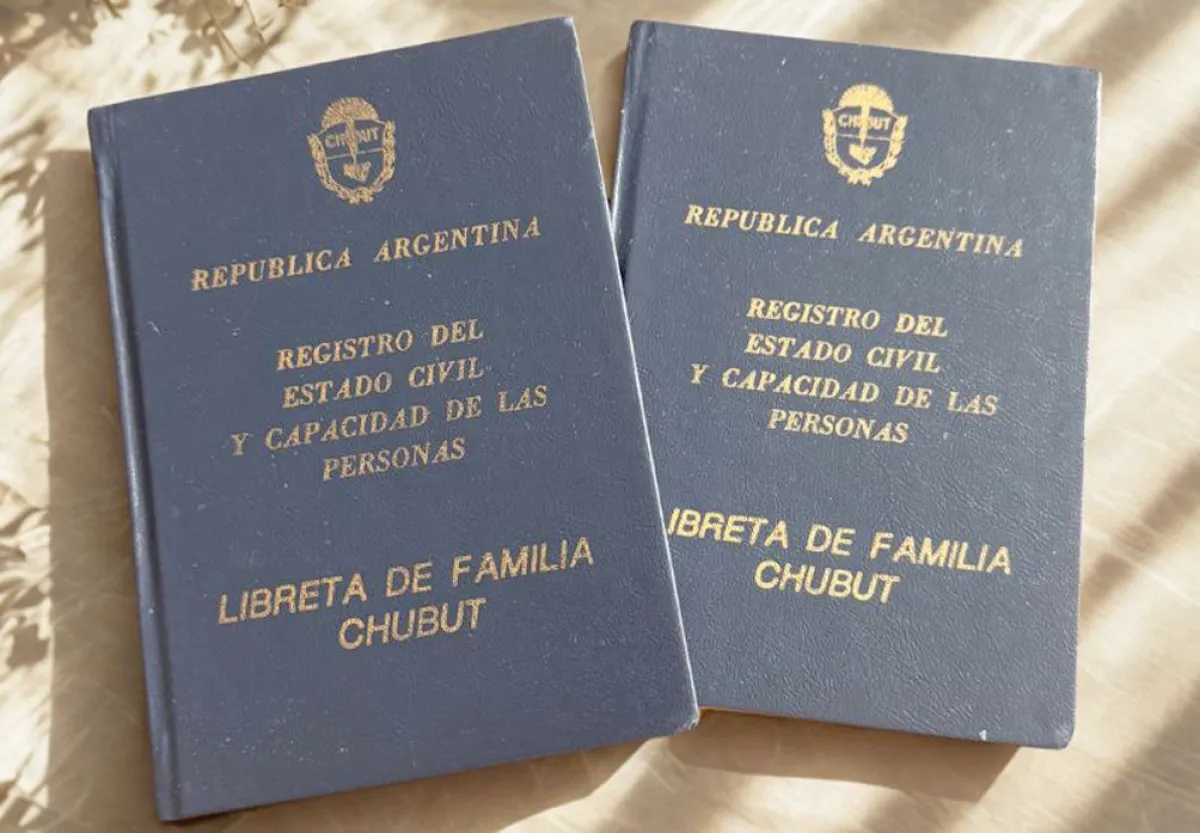 CHUBUT
REPUBLICA ARGENTINA
REGISTRO DEL
ESTADO CIVIL
Y CAPACIDAD DE LAS
PERSONAS
LIBRETA DE FAMILIA
CHUBUT
CHUBUT
REPUBLICA ARGENTINA
REGISTRO DEL
ESTADO CIVIL
Y CAPACIDAD DE LAS
PERSONAS
IBRETA DE FAMILIA
CHUBUT